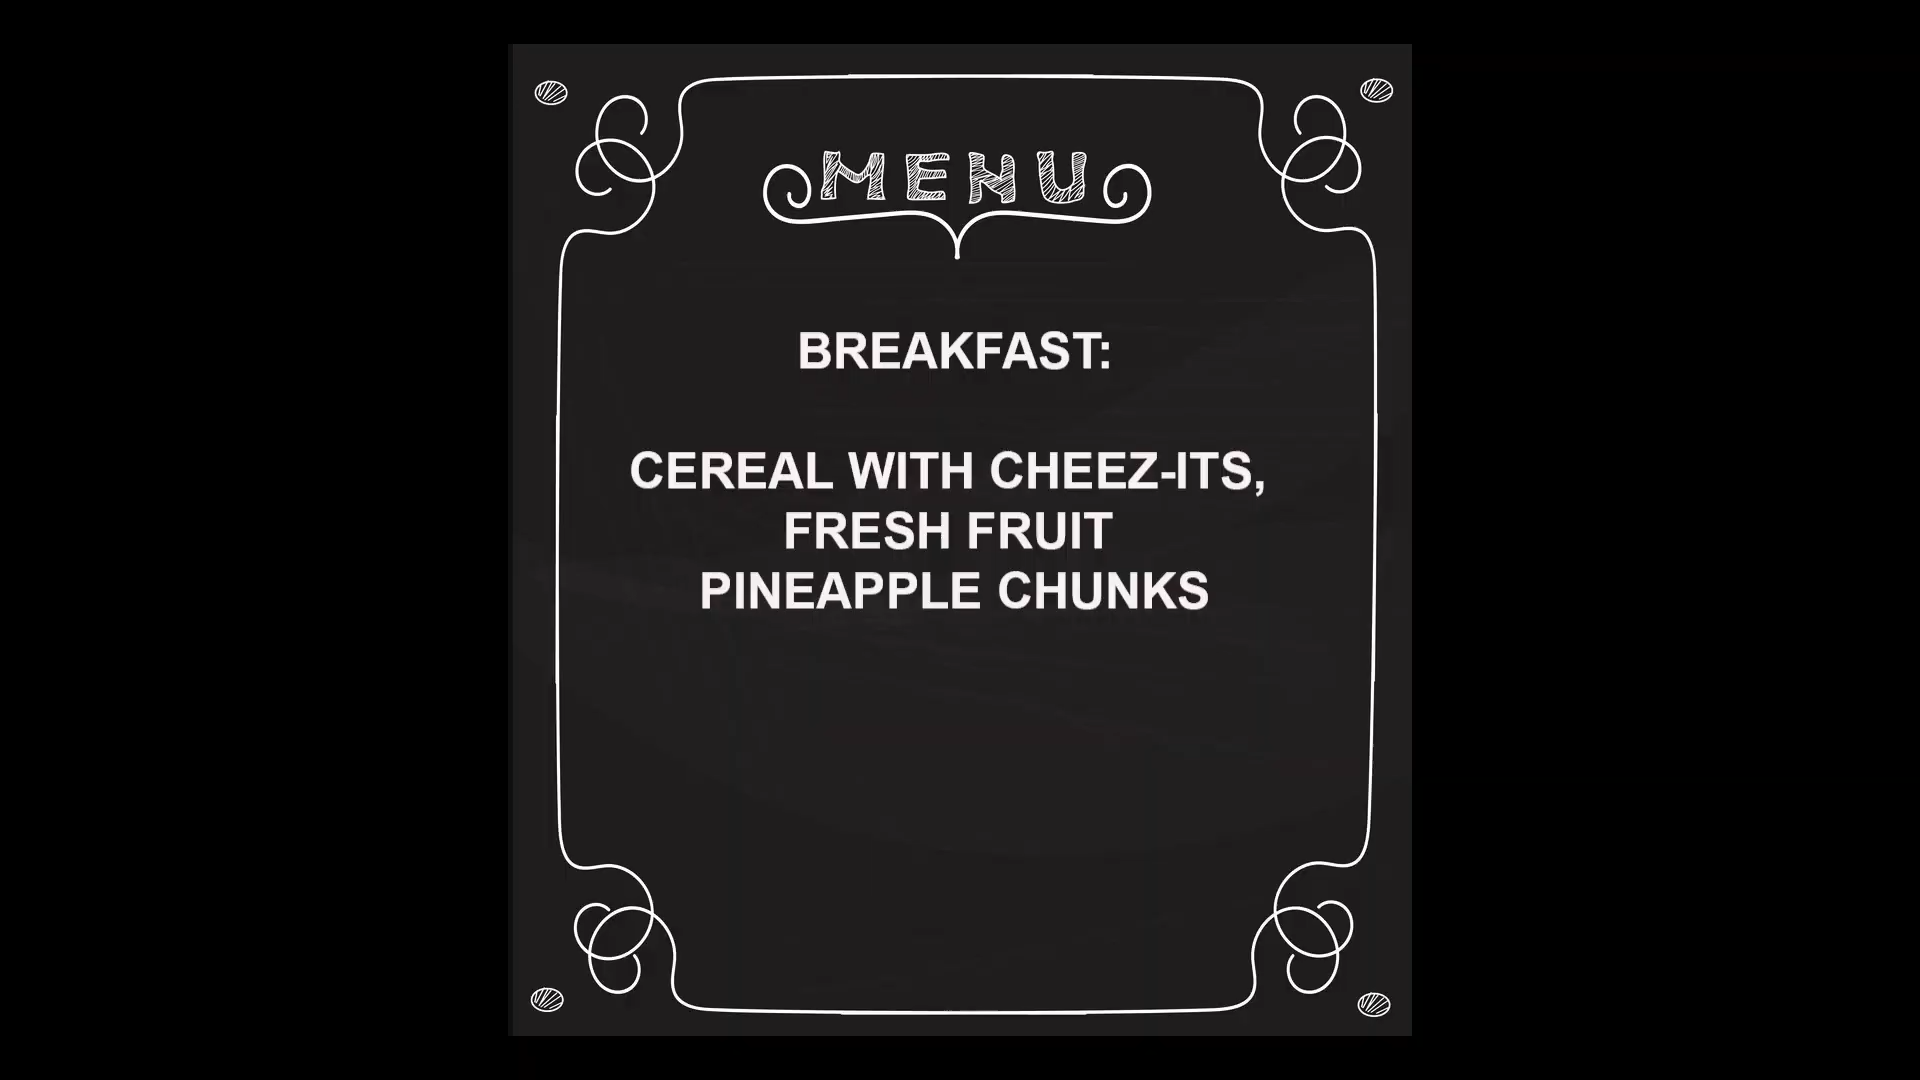 MENU
BREAKFAST:
CEREAL WITH CHEEZ-ITS,
FRESH FRUIT
PINEAPPLE CHUNKS